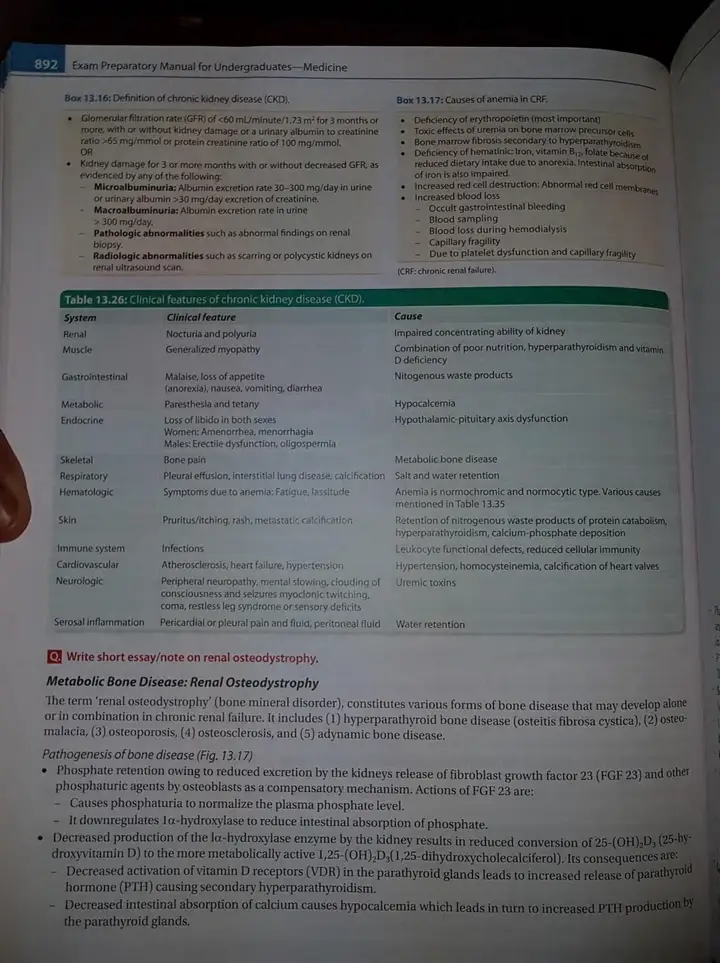 892 Exam Preparatory Manual for Undergraduates—Medicine
Box 13.16: Definition of chronic kidney disease (CKD).
• Glomerular filtration rate (GFR) of <60 mL/minute/1.73 m² for 3 months or
more, with or without kidney damage or a urinary albumin to creatinine
ratio >65 mg/mmol or protein creatinine ratio of 100 mg/mmol.
OR
• Kidney damage for 3 or more months with or without decreased GFR, as
evidenced by any of the following:
– Microalbuminuria: Albumin excretion rate 30–300 mg/day in urine
or urinary albumin >30 mg/day excretion of creatinine.
– Macroalbuminuria: Albumin excretion rate in urine
> 300 mg/day.
– Pathologic abnormalities such as abnormal findings on renal
biopsy.
– Radiologic abnormalities such as scarring or polycystic kidneys on
renal ultrasound scan.
Box 13.17: Causes of anemia in CRF.
• Deficiency of erythropoietin (most important)
• Toxic effects of uremia on bone marrow precursor cells
• Bone marrow fibrosis secondary to hyperparathyroidism
• Deficiency of hematinic: Iron, vitamin B₁₂, folate because of
reduced dietary intake due to anorexia. Intestinal absorption
of iron is also impaired.
• Increased red cell destruction: Abnormal red cell membranes
• Increased blood loss
– Occult gastrointestinal bleeding
– Blood sampling
– Blood loss during hemodialysis
– Capillary fragility
– Due to platelet dysfunction and capillary fragility
(CRF: chronic renal failure).
Table 13.26: Clinical features of chronic kidney disease (CKD).
System Clinical feature Cause
Renal Nocturia and polyuria Impaired concentrating ability of kidney
Muscle Generalized myopathy Combination of poor nutrition, hyperparathyroidism and vitamin
D deficiency
Gastrointestinal Malaise, loss of appetite Nitogenous waste products
(anorexia), nausea, vomiting, diarrhea
Metabolic Paresthesia and tetany Hypocalcemia
Endocrine Loss of libido in both sexes Hypothalamic-pituitary axis dysfunction
Women: Amenorrhea, menorrhagia
Males: Erectile dysfunction, oligospermia
Skeletal Bone pain Metabolic bone disease
Respiratory Pleural effusion, interstitial lung disease, calcification Salt and water retention
Hematologic Symptoms due to anemia: Fatigue, lassitude Anemia is normochromic and normocytic type. Various causes
mentioned in Table 13.35
Skin Pruritus/itching, rash, metastatic calcification Retention of nitrogenous waste products of protein catabolism,
hyperparathyroidism, calcium-phosphate deposition
Immune system Infections Leukocyte functional defects, reduced cellular immunity
Cardiovascular Atherosclerosis, heart failure, hypertension Hypertension, homocysteinemia, calcification of heart valves
Neurologic Peripheral neuropathy, mental slowing, clouding of Uremic toxins
consciousness and seizures myoclonic twitching,
coma, restless leg syndrome or sensory deficits
Serosal inflammation Pericardial or pleural pain and fluid, peritoneal fluid Water retention
Q. Write short essay/note on renal osteodystrophy.
Metabolic Bone Disease: Renal Osteodystrophy
The term ‘renal osteodystrophy’ (bone mineral disorder), constitutes various forms of bone disease that may develop alone
or in combination in chronic renal failure. It includes (1) hyperparathyroid bone disease (osteitis fibrosa cystica), (2) osteo-
malacia, (3) osteoporosis, (4) osteosclerosis, and (5) adynamic bone disease.
Pathogenesis of bone disease (Fig. 13.17)
• Phosphate retention owing to reduced excretion by the kidneys release of fibroblast growth factor 23 (FGF 23) and other
phosphaturic agents by osteoblasts as a compensatory mechanism. Actions of FGF 23 are:
– Causes phosphaturia to normalize the plasma phosphate level.
– It downregulates 1α-hydroxylase to reduce intestinal absorption of phosphate.
• Decreased production of the lα-hydroxylase enzyme by the kidney results in reduced conversion of 25-(OH)₂D₃ (25-hy-
droxyvitamin D) to the more metabolically active 1,25-(OH)₂D₃(1,25-dihydroxycholecalciferol). Its consequences are:
– Decreased activation of vitamin D receptors (VDR) in the parathyroid glands leads to increased release of parathyroid
hormone (PTH) causing secondary hyperparathyroidism.
– Decreased intestinal absorption of calcium causes hypocalcemia which leads in turn to increased PTH production by
the parathyroid glands.